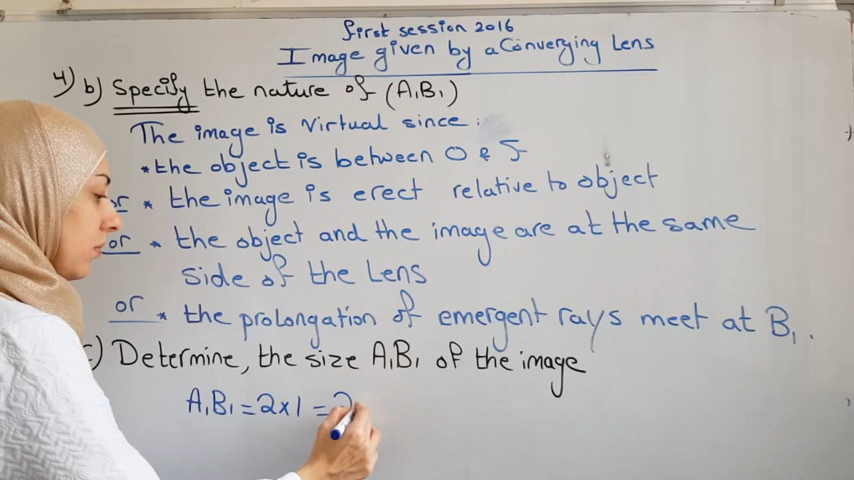 First session 2016
Image given by a Converging Lens
4) b) Specify the nature of (A₁B₁)
The image is virtual since:
* the object is between O & F
or * the image is erect relative to object
or * the object and the image are at the same
side of the Lens
or * the prolongation of emergent rays meet at B₁.
c) Determine, the size A₁B₁ of the image
A₁B₁ = 2×1 = 2